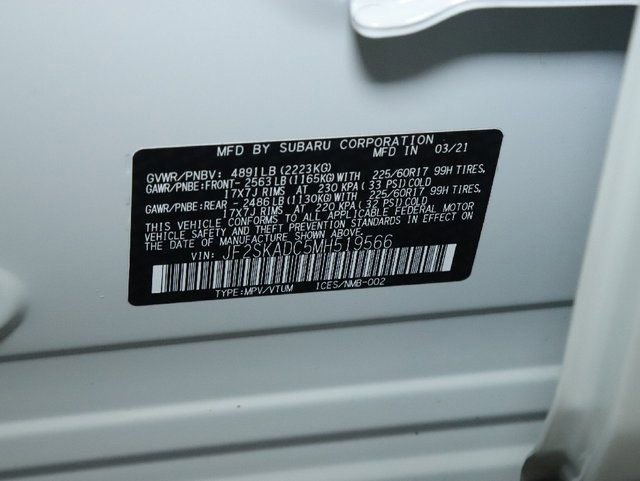 MFD BY SUBARU CORPORATION
MFD IN 03/21
GVWR/PNBV: 4891LB (2223KG)
GAWR/PNBE:FRONT- 2563LB (1165KG) WITH 225/60R17 99H TIRES,
17X7J RIMS AT 230 KPA (33 PSI) COLD
GAWR/PNBE:REAR - 2486LB (1130KG) WITH 225/60R17 99H TIRES,
17X7J RIMS AT 220 KPA (32 PSI) COLD
THIS VEHICLE CONFORMS TO ALL APPLICABLE FEDERAL MOTOR
VEHICLE SAFETY AND BUMPER STANDARDS IN EFFECT ON
THE DATE OF MANUFACTURE SHOWN ABOVE.
VIN: JF2SKADC5MH519566
TYPE:MPV/VTUM ICES/NMB-002